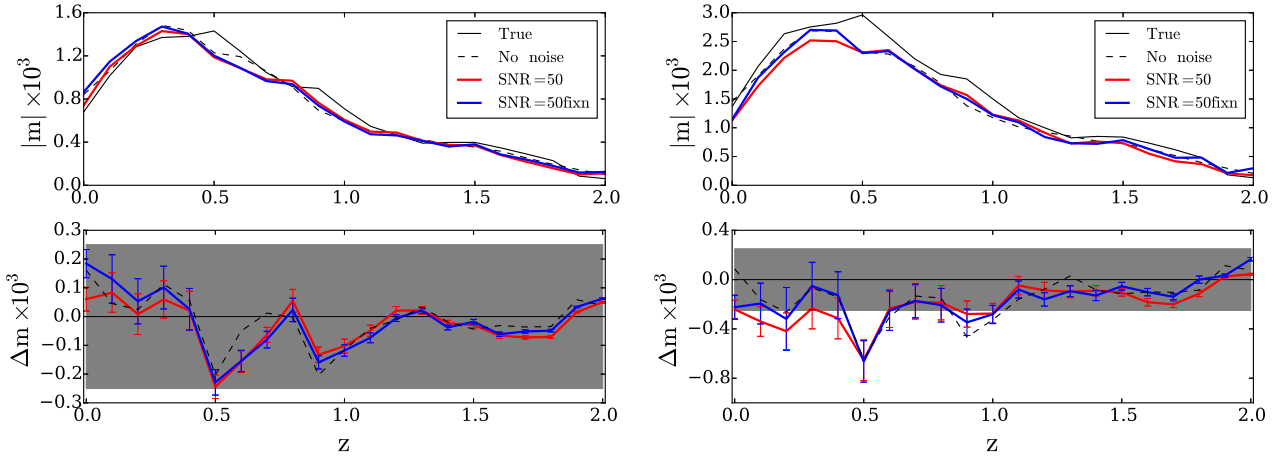 |m| ×10³
1.6
1.2
0.8
0.4
0.0
True
No noise
SNR=50
SNR=50fixn
0.0 0.5 1.0 1.5 2.0
|m| ×10³
3.0
2.5
2.0
1.5
1.0
0.5
0.0
True
No noise
SNR=50
SNR=50fixn
0.0 0.5 1.0 1.5 2.0
Δm ×10³
0.3
0.2
0.1
0.0
−0.1
−0.2
−0.3
0.0 0.5 1.0 1.5 2.0
z
Δm ×10³
0.4
0.0
−0.4
−0.8
0.0 0.5 1.0 1.5 2.0
z